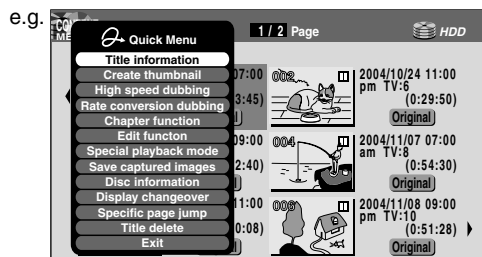 e.g.
CON
ME
Quick Menu
1 / 2 Page
HDD
Title information
Create thumbnail
High speed dubbing
Rate conversion dubbing
Chapter function
Edit functon
Special playback mode
Save captured images
Disc information
Display changeover
Specific page jump
Title delete
Exit
07:00
3:45)
002
2004/10/24 11:00
pm TV:6
(0:29:50)
Original
09:00
2:40)
004
2004/11/07 07:00
am TV:8
(0:54:30)
Original
11:00
0:08)
006
2004/11/08 09:00
pm TV:10
(0:51:28)
Original